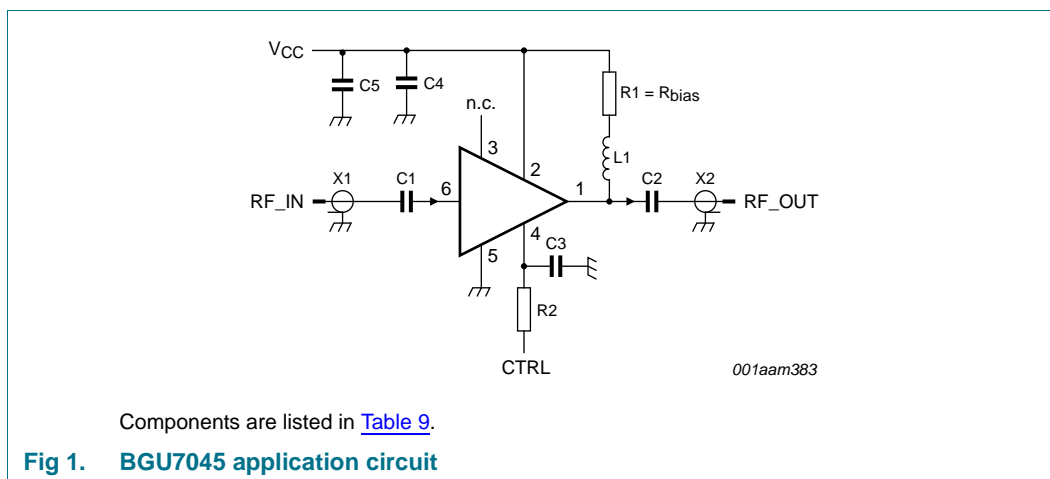 VCC
C5
C4
R1 = Rbias
n.c.
3
L1
X1
C1
2
C2
X2
RF_IN
6
1
RF_OUT
4
C3
5
R2
CTRL
001aam383
Components are listed in Table 9.
Fig 1. BGU7045 application circuit